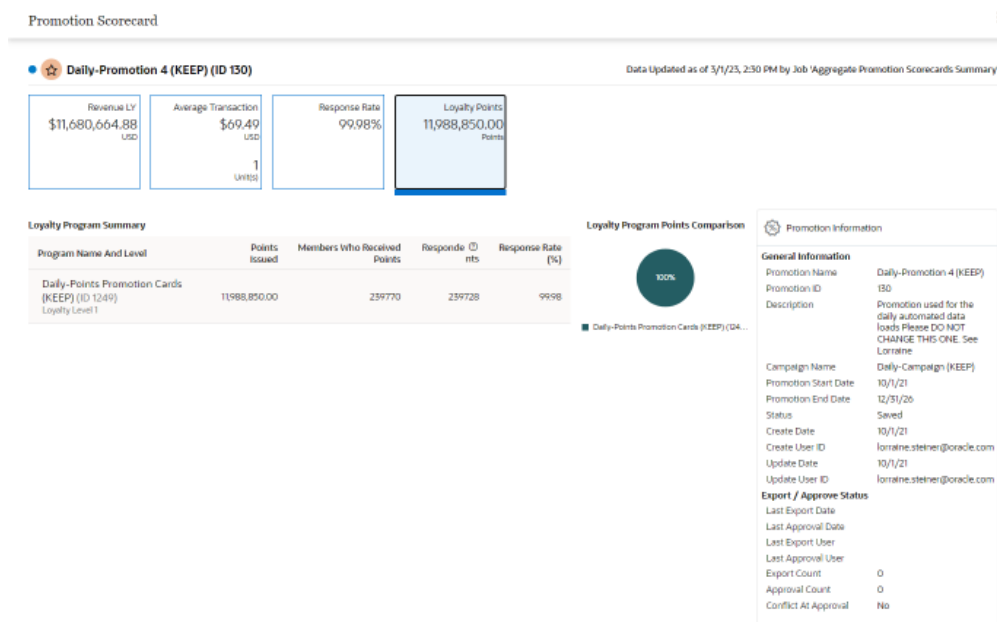 Promotion Scorecard
Daily-Promotion 4 (KEEP) (ID 130)
Data Updated as of 3/1/23, 2:30 PM by Job 'Aggregate Promotion Scorecards Summary'
Revenue LY
$11,680,664.88
USD
Average Transaction
$69.49
USD
1
Unit(s)
Response Rate
99.98%
Loyalty Points
11,988,850.00
Points
Loyalty Program Summary
Program Name And Level
Points
Issued
Members Who Received
Points
Responde
nts
Response Rate
(%)
Daily-Points Promotion Cards
(KEEP) (ID 1249)
Loyalty Level 1
11,988,850.00
239770
239728
99.98
Loyalty Program Points Comparison
100%
Daily-Points Promotion Cards (KEEP) (124...
Promotion Information
General Information
Promotion Name Daily-Promotion 4 (KEEP)
Promotion ID 130
Description Promotion used for the
daily automated data
loads Please DO NOT
CHANGE THIS ONE. See
Lorraine
Campaign Name Daily-Campaign (KEEP)
Promotion Start Date 10/1/21
Promotion End Date 12/31/26
Status Saved
Create Date 10/1/21
Create User ID lorraine.steiner@oracle.com
Update Date 10/1/21
Update User ID lorraine.steiner@oracle.com
Export / Approve Status
Last Export Date
Last Approval Date
Last Export User
Last Approval User
Export Count 0
Approval Count 0
Conflict At Approval No